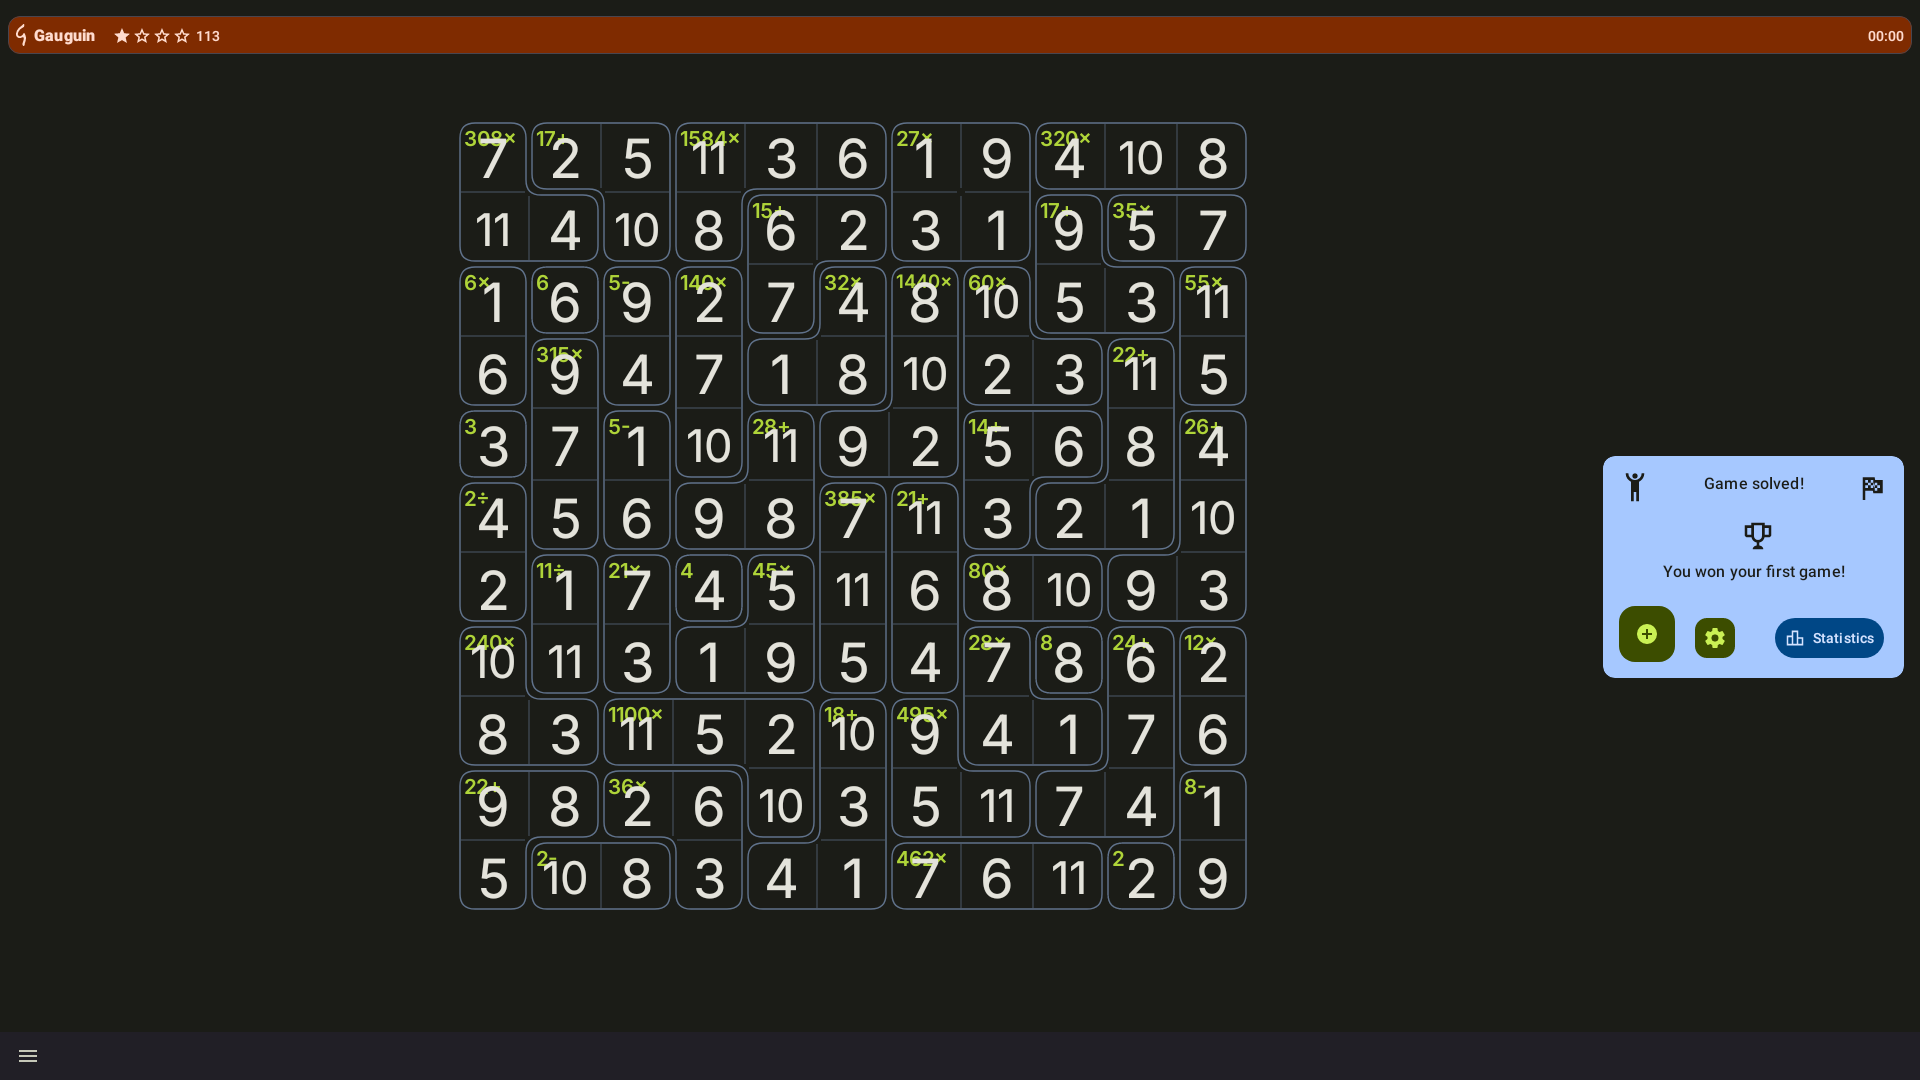 Gauguin 113 00:00
308× 17+ 1584× 27× 320×
7 2 5 11 3 6 1 9 4 10 8
15+ 17+ 35×
11 4 10 8 6 2 3 1 9 5 7
6× 6 5- 140× 32× 1440× 60× 55×
1 6 9 2 7 4 8 10 5 3 11
315× 22+
6 9 4 7 1 8 10 2 3 11 5
3 5- 28+ 14+ 26+
3 7 1 10 11 9 2 5 6 8 4
2÷ 385× 21+
4 5 6 9 8 7 11 3 2 1 10
11÷ 21× 4 45× 80×
2 1 7 4 5 11 6 8 10 9 3
240× 28× 8 24+ 12×
10 11 3 1 9 5 4 7 8 6 2
1100× 18+ 495×
8 3 11 5 2 10 9 4 1 7 6
22+ 36× 8-
9 8 2 6 10 3 5 11 7 4 1
2- 462× 2
5 10 8 3 4 1 7 6 11 2 9
Game solved!
You won your first game!
Statistics